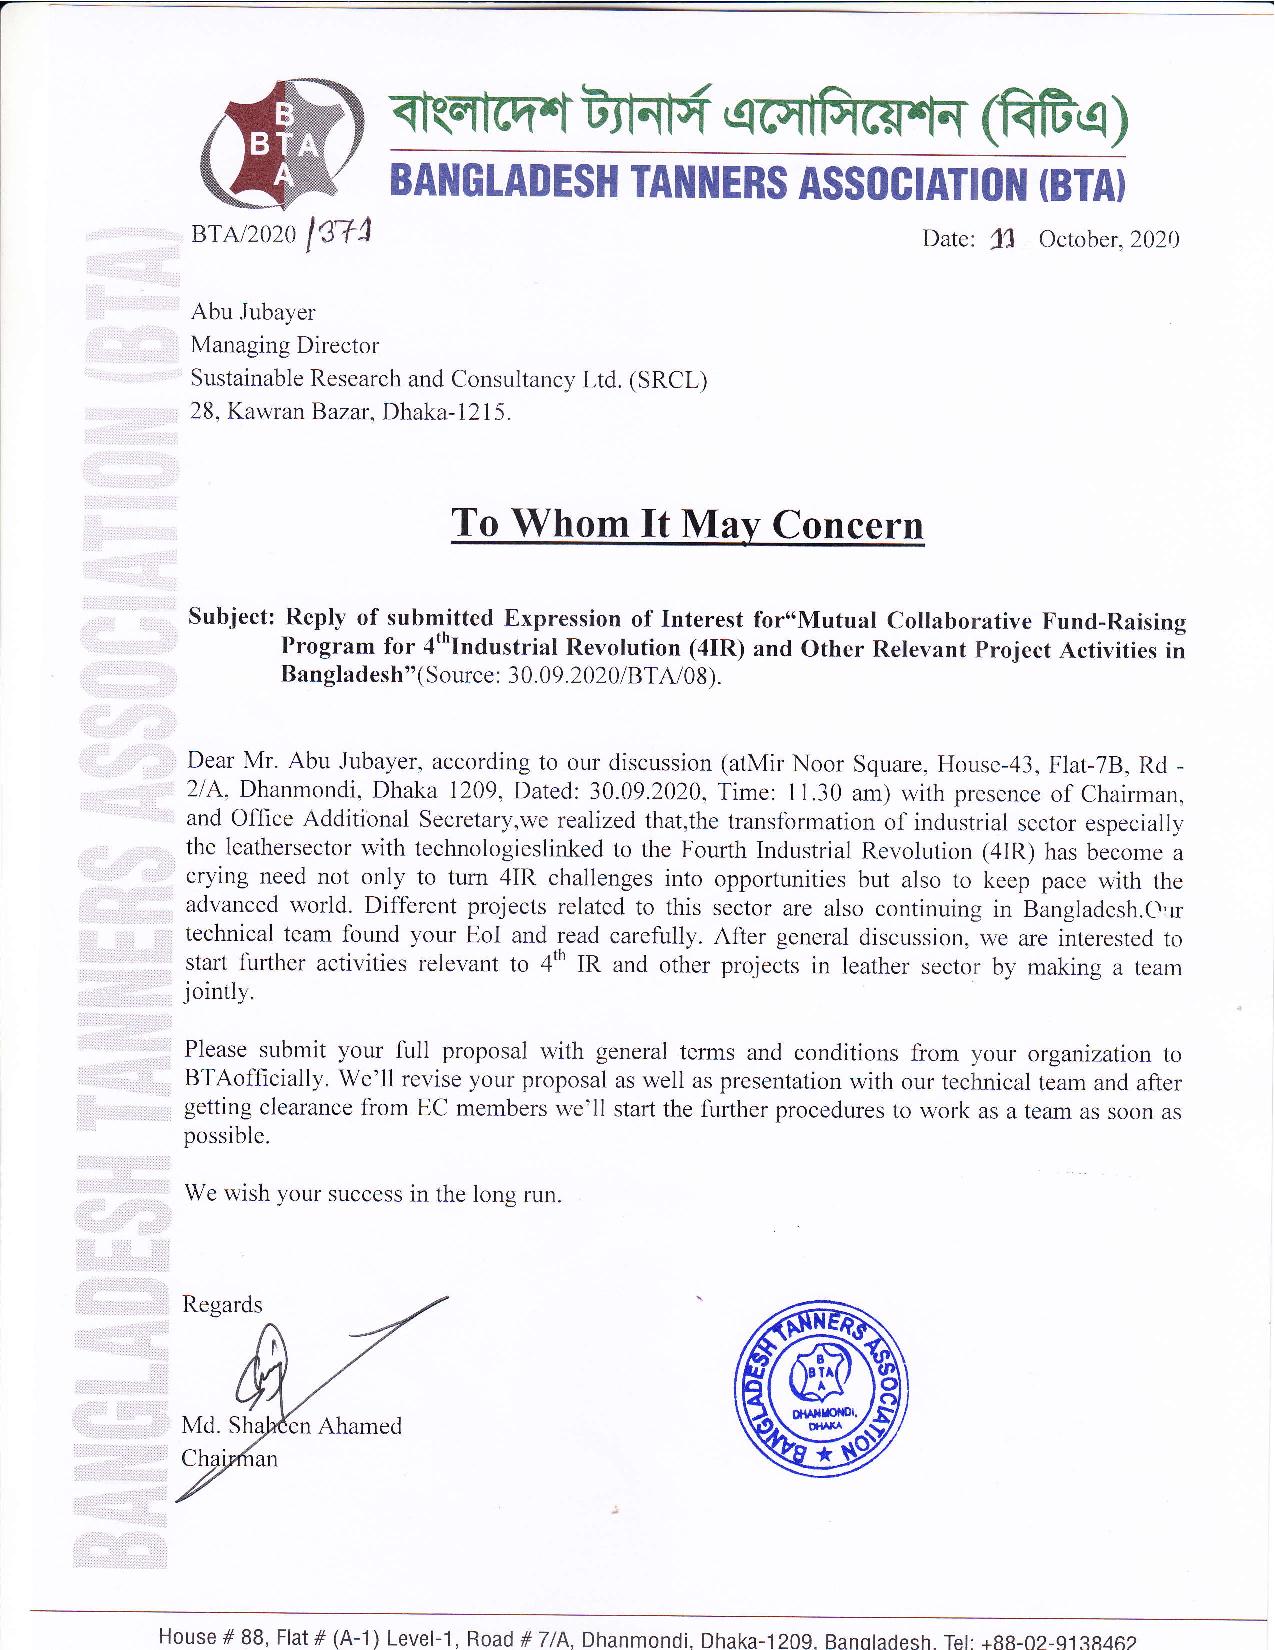 B
BTA
A
বাংলাদেশ ট্যানার্স এসোসিয়েশন (বিটিএ)
BANGLADESH TANNERS ASSOCIATION (BTA)
BTA/2020 /371
Date: 11 October, 2020
Abu Jubayer
Managing Director
Sustainable Research and Consultancy Ltd. (SRCL)
28, Kawran Bazar, Dhaka-1215.
To Whom It May Concern
Subject: Reply of submitted Expression of Interest for“Mutual Collaborative Fund-Raising
Program for 4thIndustrial Revolution (4IR) and Other Relevant Project Activities in
Bangladesh”(Source: 30.09.2020/BTA/08).
Dear Mr. Abu Jubayer, according to our discussion (atMir Noor Square, House-43, Flat-7B, Rd -
2/A, Dhanmondi, Dhaka 1209, Dated: 30.09.2020, Time: 11.30 am) with presence of Chairman,
and Office Additional Secretary,we realized that,the transformation of industrial sector especially
the leathersector with technologieslinked to the Fourth Industrial Revolution (4IR) has become a
crying need not only to turn 4IR challenges into opportunities but also to keep pace with the
advanced world. Different projects related to this sector are also continuing in Bangladesh.Our
technical team found your EoI and read carefully. After general discussion, we are interested to
start further activities relevant to 4th IR and other projects in leather sector by making a team
jointly.
Please submit your full proposal with general terms and conditions from your organization to
BTAofficially. We'll revise your proposal as well as presentation with our technical team and after
getting clearance from EC members we'll start the further procedures to work as a team as soon as
possible.
We wish your success in the long run.
Regards
Md. Shaheen Ahamed
Chairman
BANGLADESH TANNERS ASSOCIATION
B
BTA
A
DHANMONDI,
DHAKA
BANGLADESH TANNERS ASSOCIATION (BTA)
House # 88, Flat # (A-1) Level-1, Road # 7/A, Dhanmondi, Dhaka-1209, Bangladesh, Tel: +88-02-9138462